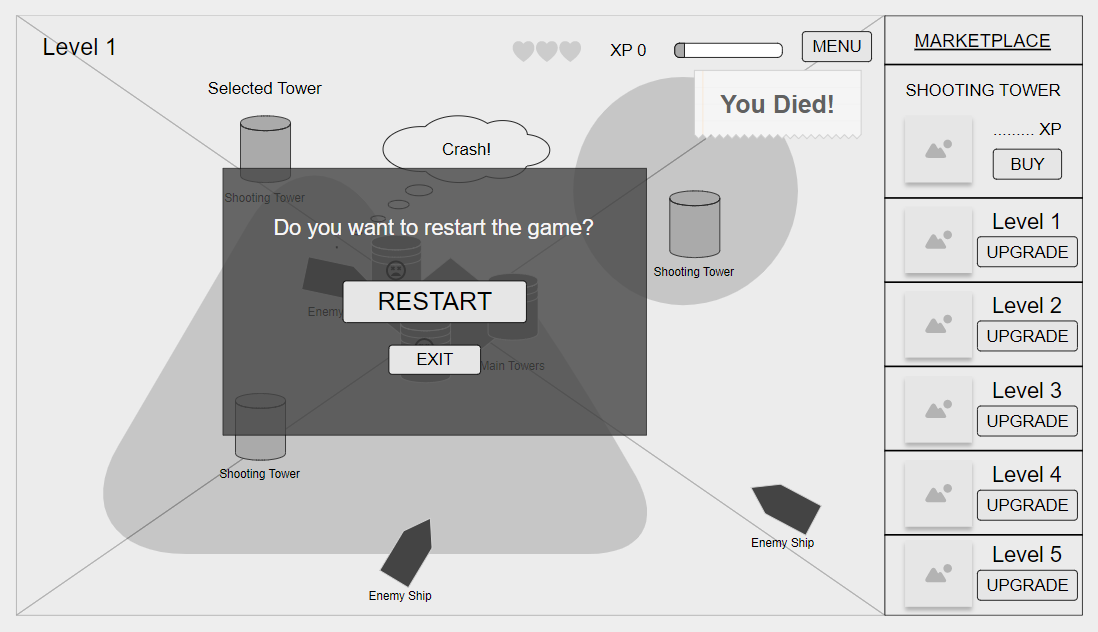 Level 1
XP 0
MENU
You Died!
Selected Tower
Shooting Tower
Crash!
Do you want to restart the game?
RESTART
EXIT
Enemy
Main Towers
Shooting Tower
Shooting Tower
Enemy Ship
Enemy Ship
MARKETPLACE
SHOOTING TOWER
......... XP
BUY
Level 1
UPGRADE
Level 2
UPGRADE
Level 3
UPGRADE
Level 4
UPGRADE
Level 5
UPGRADE